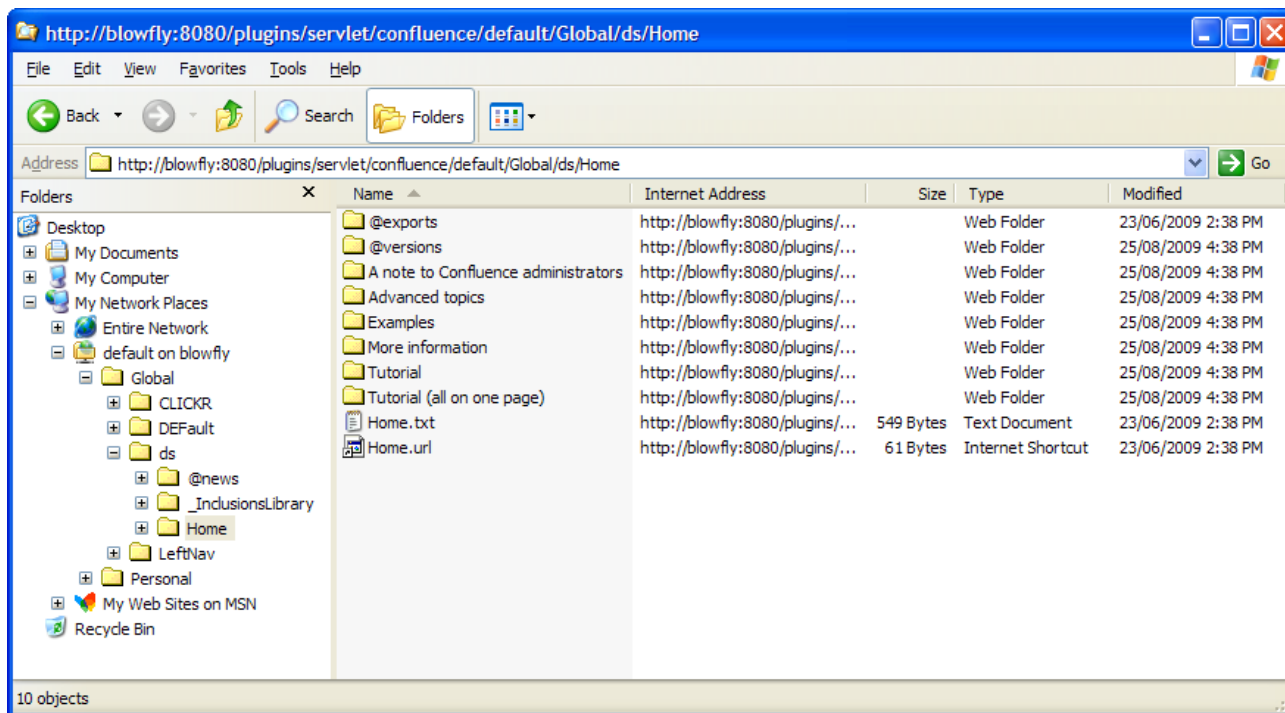 http://blowfly:8080/plugins/servlet/confluence/default/Global/ds/Home
File Edit View Favorites Tools Help
Back Search Folders
Address http://blowfly:8080/plugins/servlet/confluence/default/Global/ds/Home Go
Folders X
Desktop
My Documents
My Computer
My Network Places
Entire Network
default on blowfly
Global
CLICKR
DEFault
ds
@news
_InclusionsLibrary
Home
LeftNav
Personal
My Web Sites on MSN
Recycle Bin
Name Internet Address Size Type Modified
@exports http://blowfly:8080/plugins/... Web Folder 23/06/2009 2:38 PM
@versions http://blowfly:8080/plugins/... Web Folder 25/08/2009 4:38 PM
A note to Confluence administrators http://blowfly:8080/plugins/... Web Folder 25/08/2009 4:38 PM
Advanced topics http://blowfly:8080/plugins/... Web Folder 25/08/2009 4:38 PM
Examples http://blowfly:8080/plugins/... Web Folder 25/08/2009 4:38 PM
More information http://blowfly:8080/plugins/... Web Folder 25/08/2009 4:38 PM
Tutorial http://blowfly:8080/plugins/... Web Folder 25/08/2009 4:38 PM
Tutorial (all on one page) http://blowfly:8080/plugins/... Web Folder 25/08/2009 4:38 PM
Home.txt http://blowfly:8080/plugins/... 549 Bytes Text Document 23/06/2009 2:38 PM
Home.url http://blowfly:8080/plugins/... 61 Bytes Internet Shortcut 23/06/2009 2:38 PM
10 objects